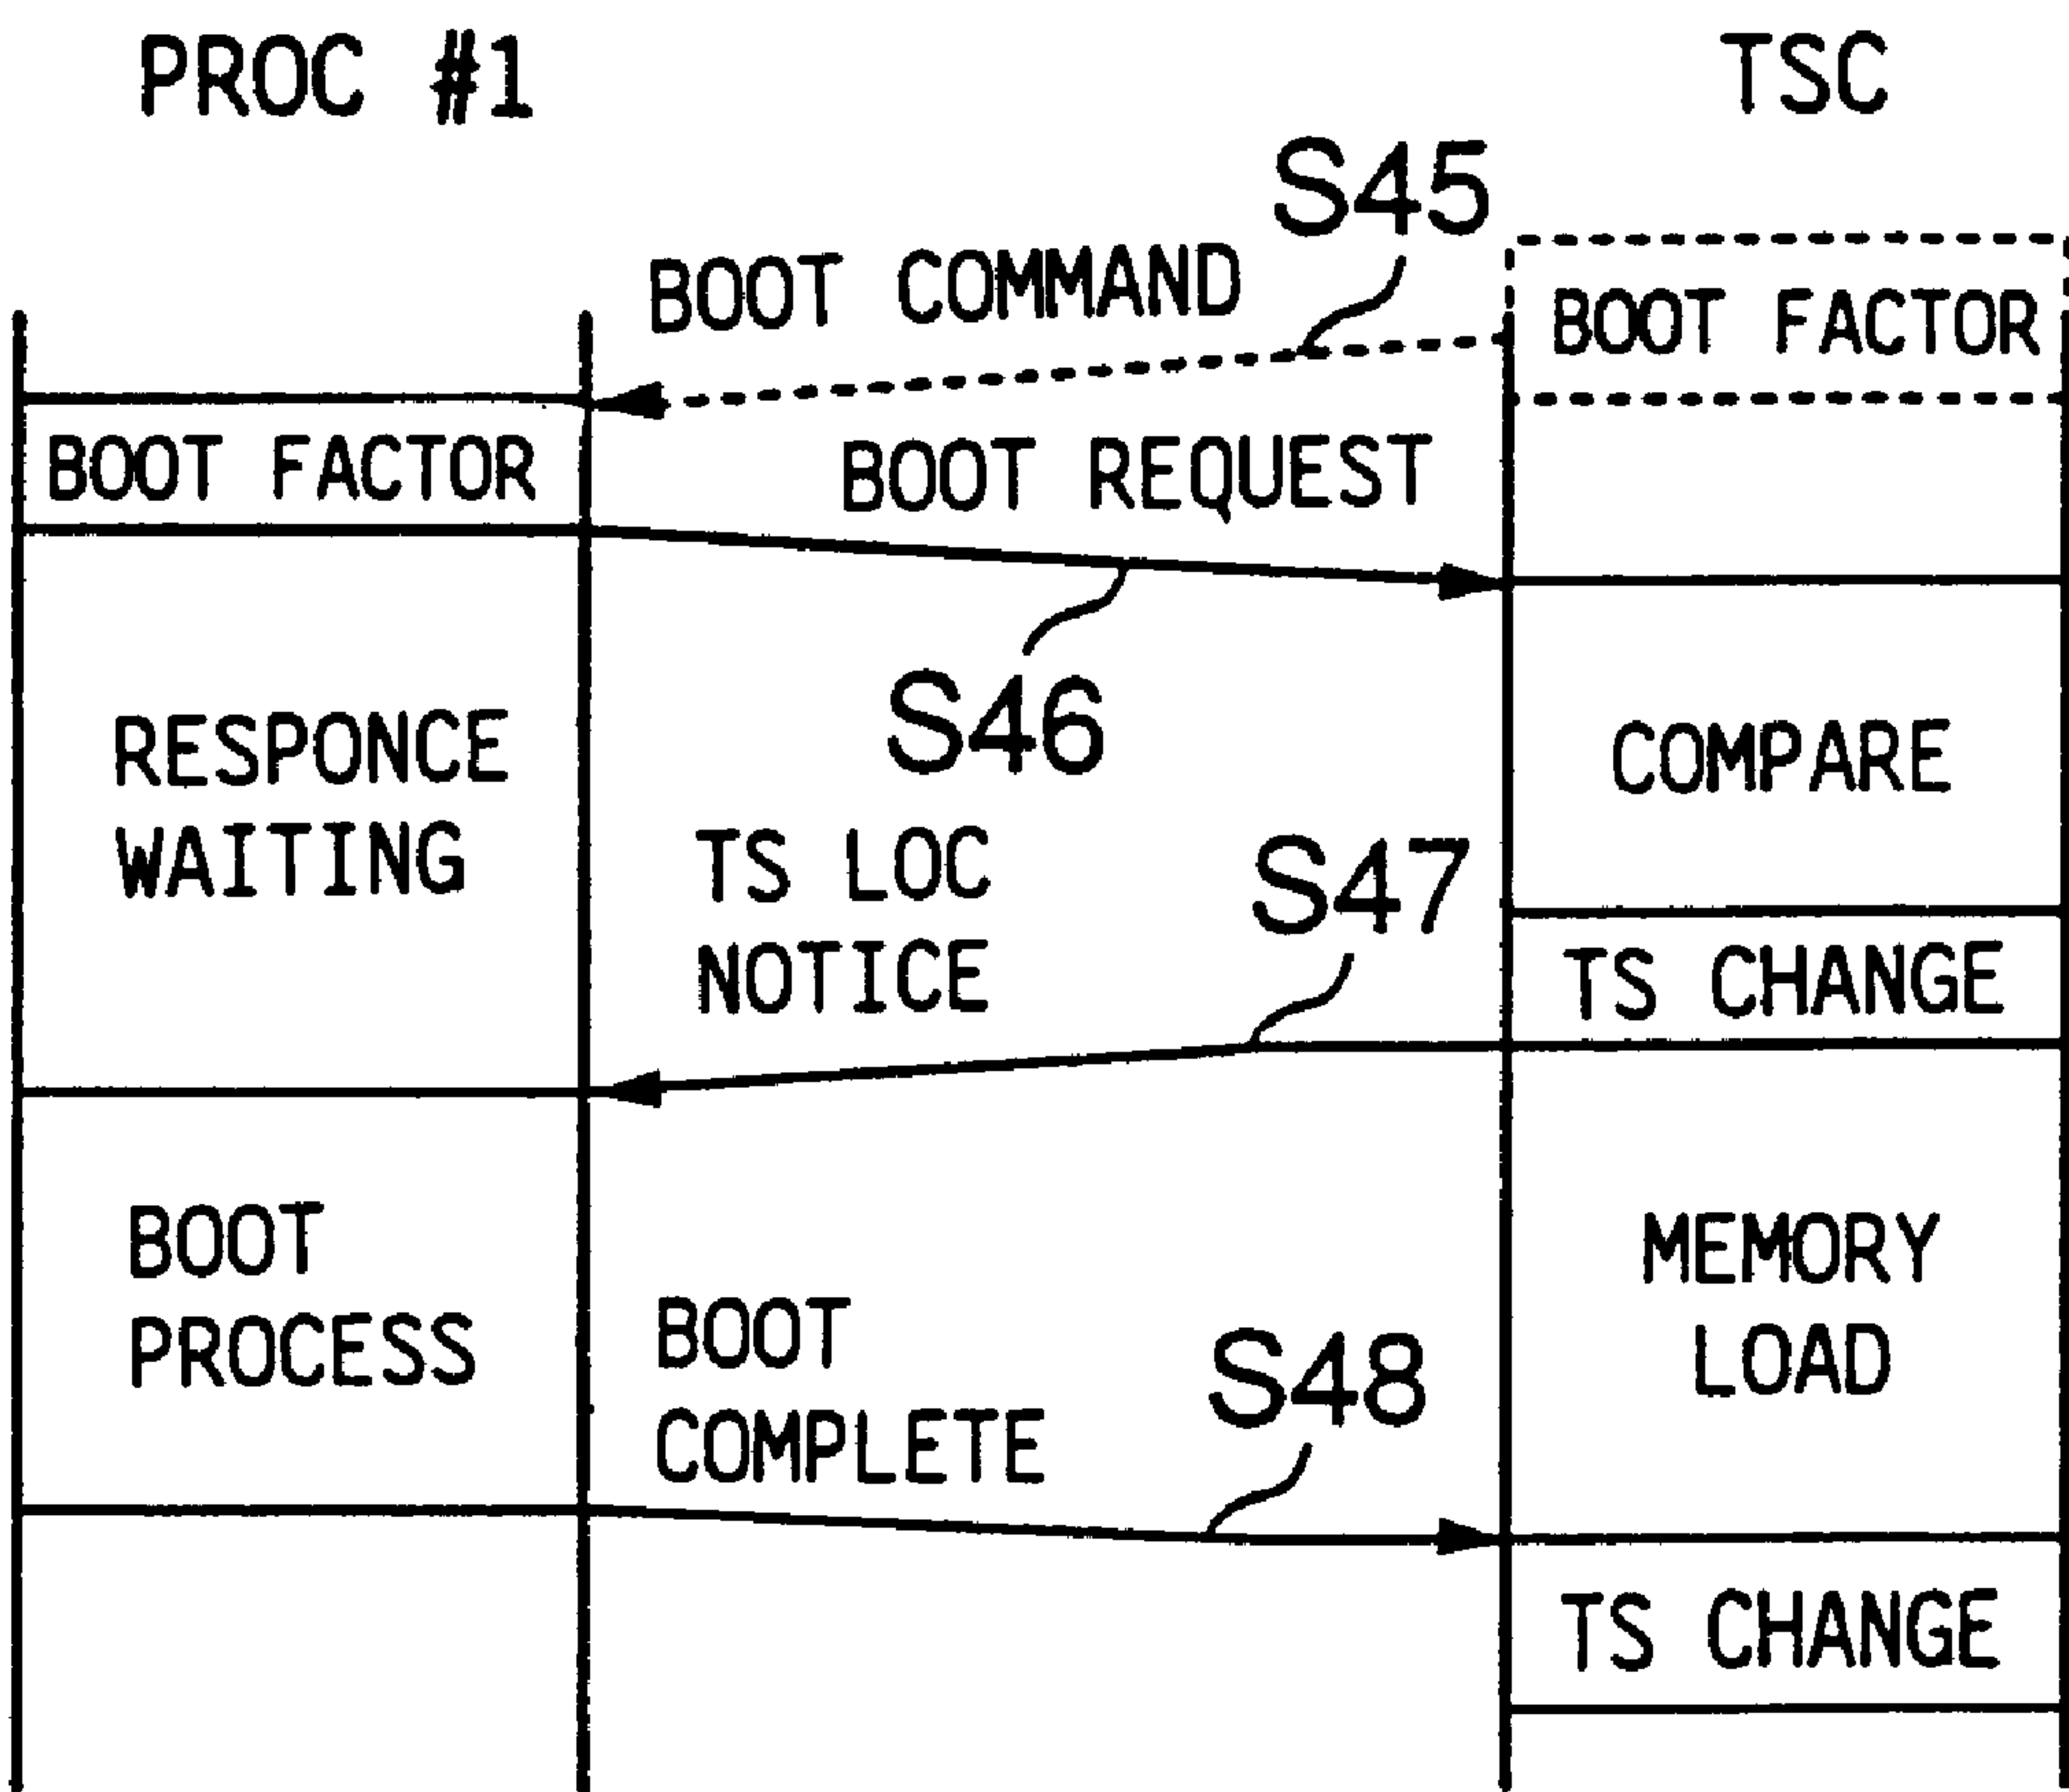 PROC #1
TSC
S45
BOOT COMMAND
BOOT FACTOR
BOOT FACTOR
BOOT REQUEST
S46
RESPONCE
WAITING
COMPARE
TS LOC
NOTICE
S47
TS CHANGE
BOOT
PROCESS
MEMORY
LOAD
BOOT
COMPLETE
S48
TS CHANGE